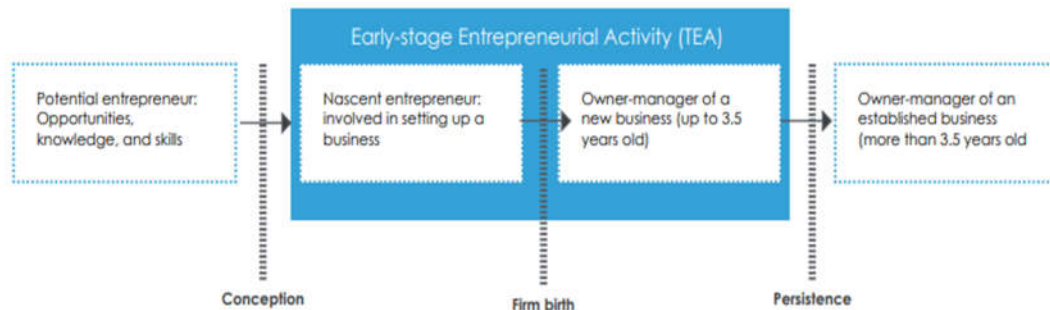 Early-stage Entrepreneurial Activity (TEA)
Potential entrepreneur:
Opportunities,
knowledge, and skills
Nascent entrepreneur:
involved in setting up a
business
Owner-manager of a
new business (up to 3.5
years old)
Owner-manager of an
established business
(more than 3.5 years old
Conception
Firm birth
Persistence